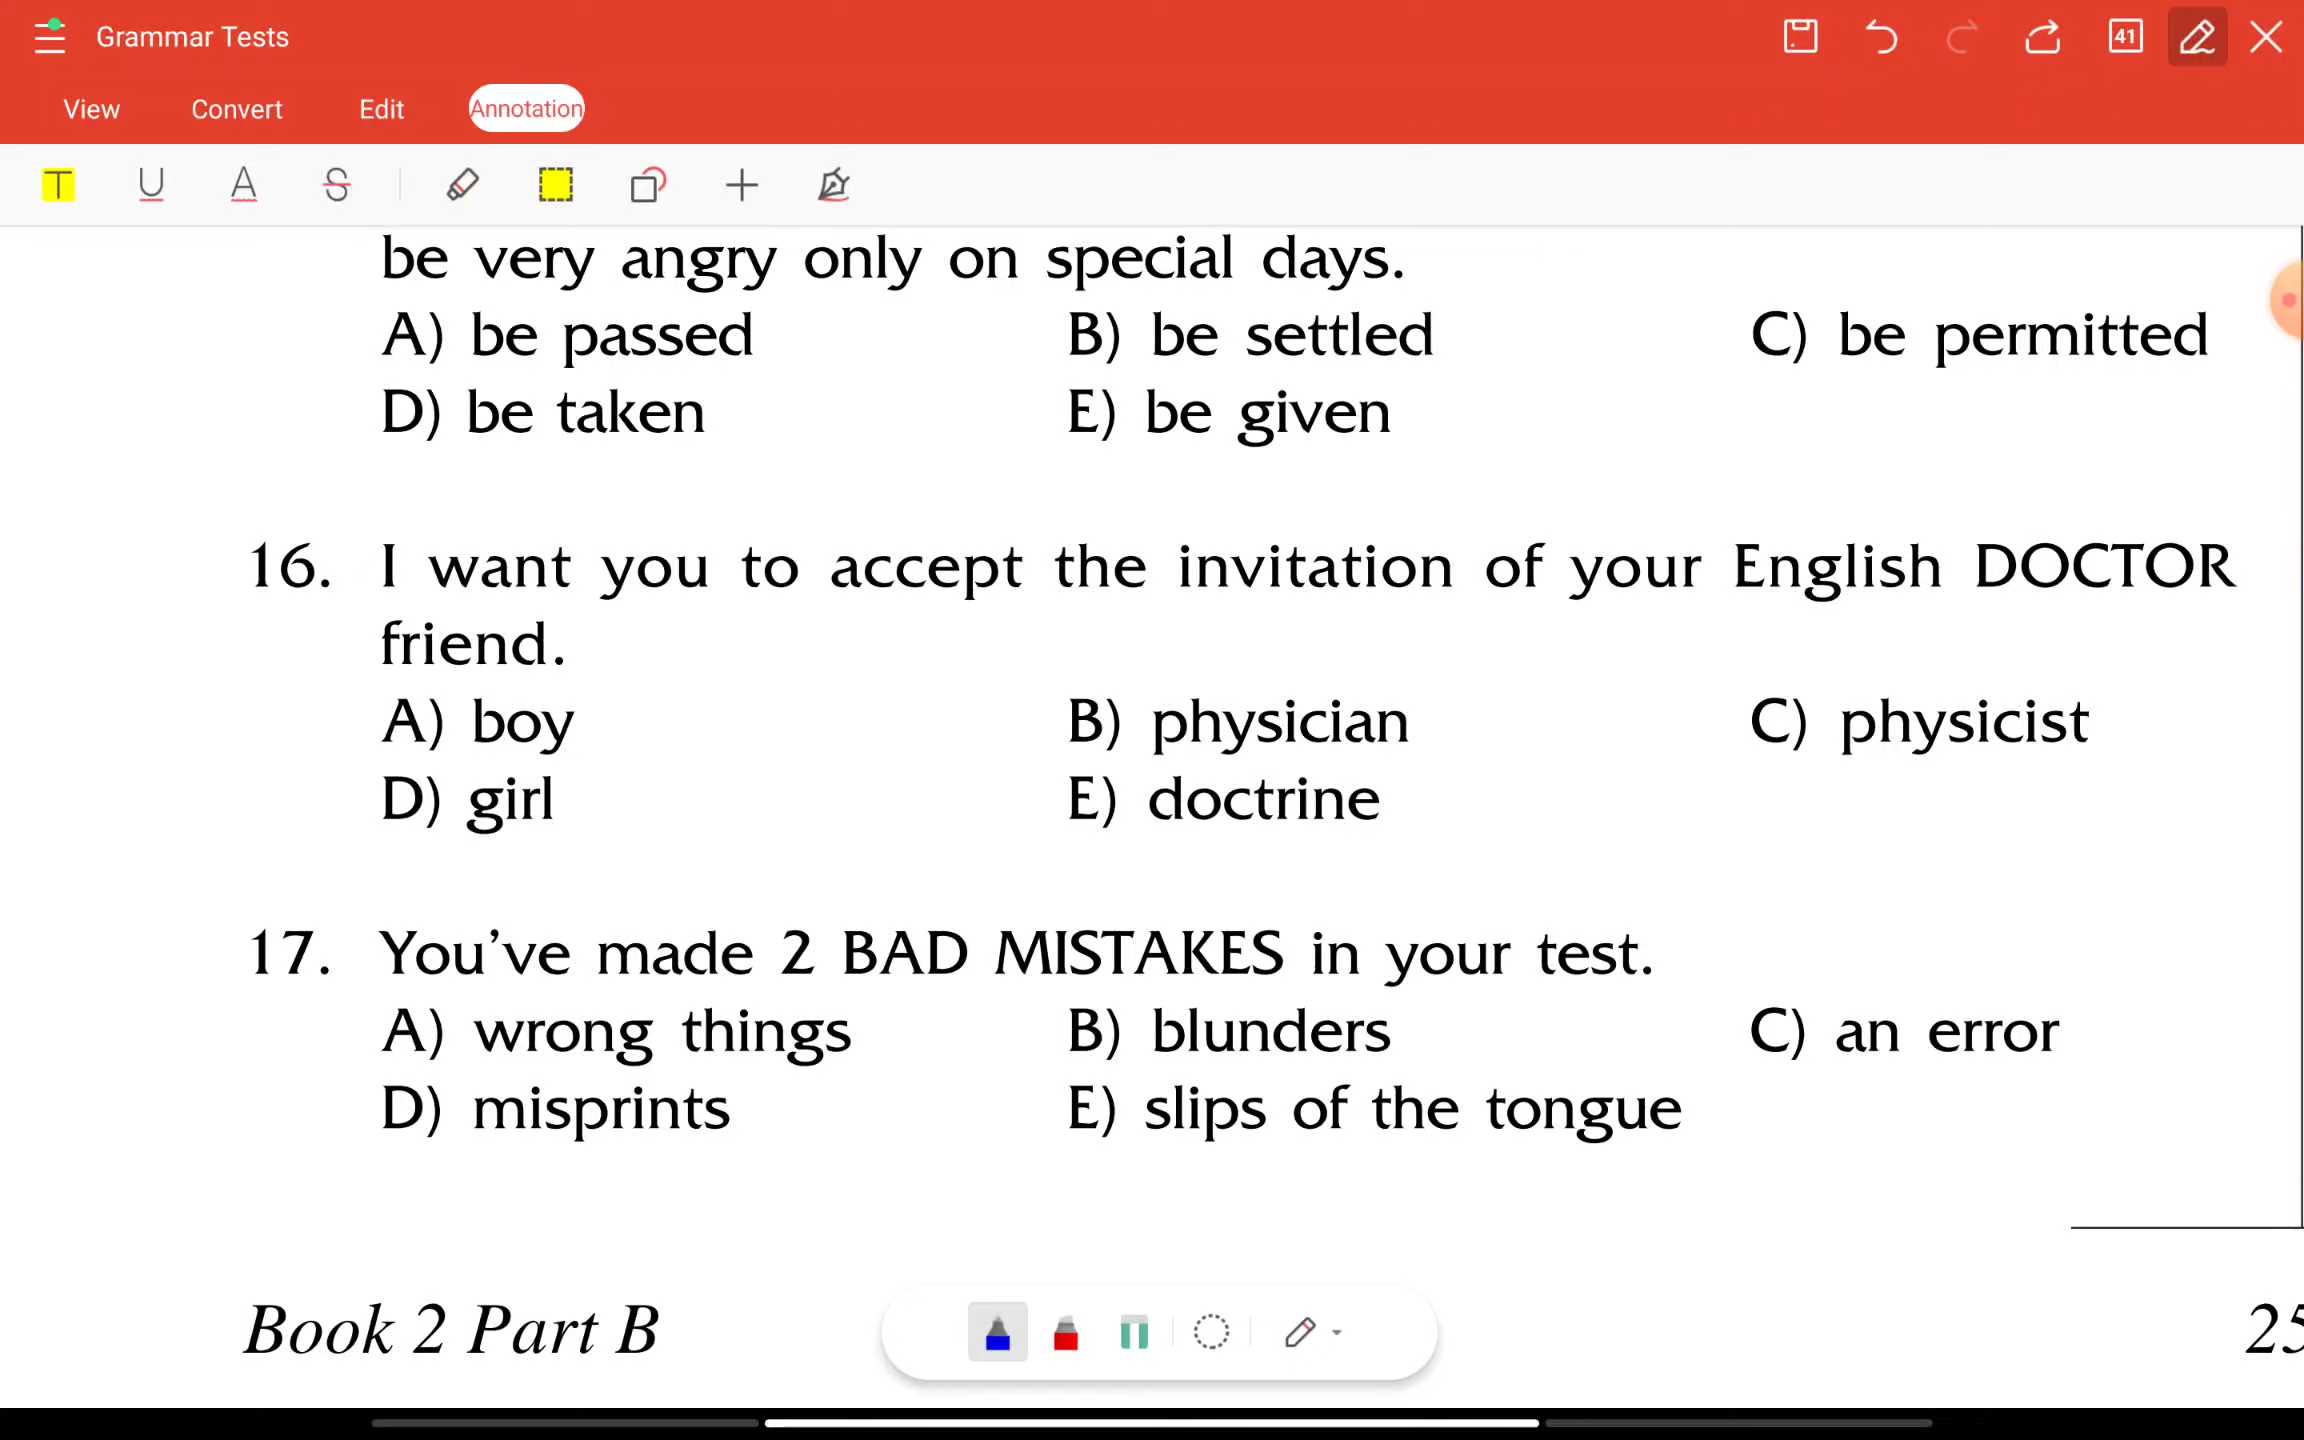 Grammar Tests
41
View Convert Edit Annotation
be very angry only on special days.
A) be passed B) be settled C) be permitted
D) be taken E) be given
16. I want you to accept the invitation of your English DOCTOR
friend.
A) boy B) physician C) physicist
D) girl E) doctrine
17. You've made 2 BAD MISTAKES in your test.
A) wrong things B) blunders C) an error
D) misprints E) slips of the tongue
Book 2 Part B 25